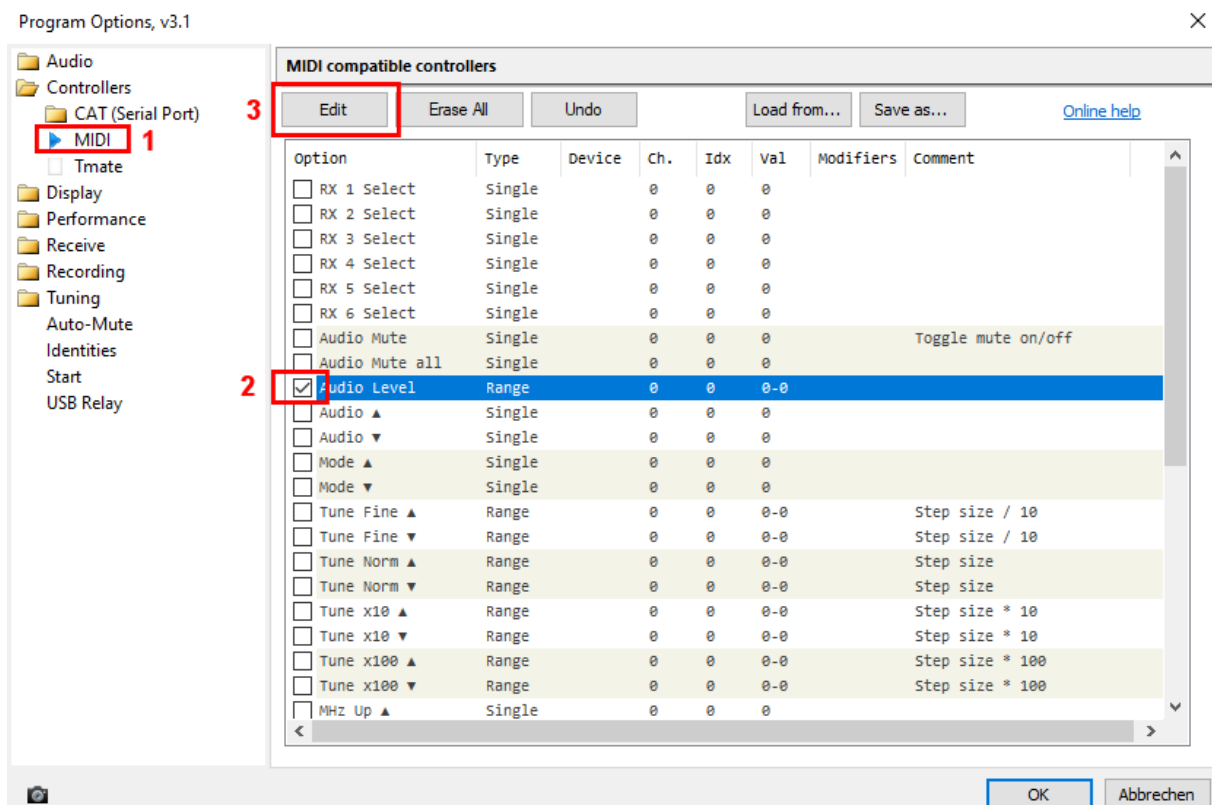 Program Options, v3.1
Audio
Controllers
CAT (Serial Port)
MIDI 1
Tmate
Display
Performance
Receive
Recording
Tuning
Auto-Mute
Identities
Start
USB Relay
MIDI compatible controllers
3 Edit Erase All Undo Load from... Save as... Online help
Option Type Device Ch. Idx Val Modifiers Comment
RX 1 Select Single 0 0 0
RX 2 Select Single 0 0 0
RX 3 Select Single 0 0 0
RX 4 Select Single 0 0 0
RX 5 Select Single 0 0 0
RX 6 Select Single 0 0 0
Audio Mute Single 0 0 0 Toggle mute on/off
Audio Mute all Single 0 0 0
2 Audio Level Range 0 0 0-0
Audio ▲ Single 0 0 0
Audio ▼ Single 0 0 0
Mode ▲ Single 0 0 0
Mode ▼ Single 0 0 0
Tune Fine ▲ Range 0 0 0-0 Step size / 10
Tune Fine ▼ Range 0 0 0-0 Step size / 10
Tune Norm ▲ Range 0 0 0-0 Step size
Tune Norm ▼ Range 0 0 0-0 Step size
Tune x10 ▲ Range 0 0 0-0 Step size * 10
Tune x10 ▼ Range 0 0 0-0 Step size * 10
Tune x100 ▲ Range 0 0 0-0 Step size * 100
Tune x100 ▼ Range 0 0 0-0 Step size * 100
MHz Up ▲ Single 0 0 0
OK Abbrechen